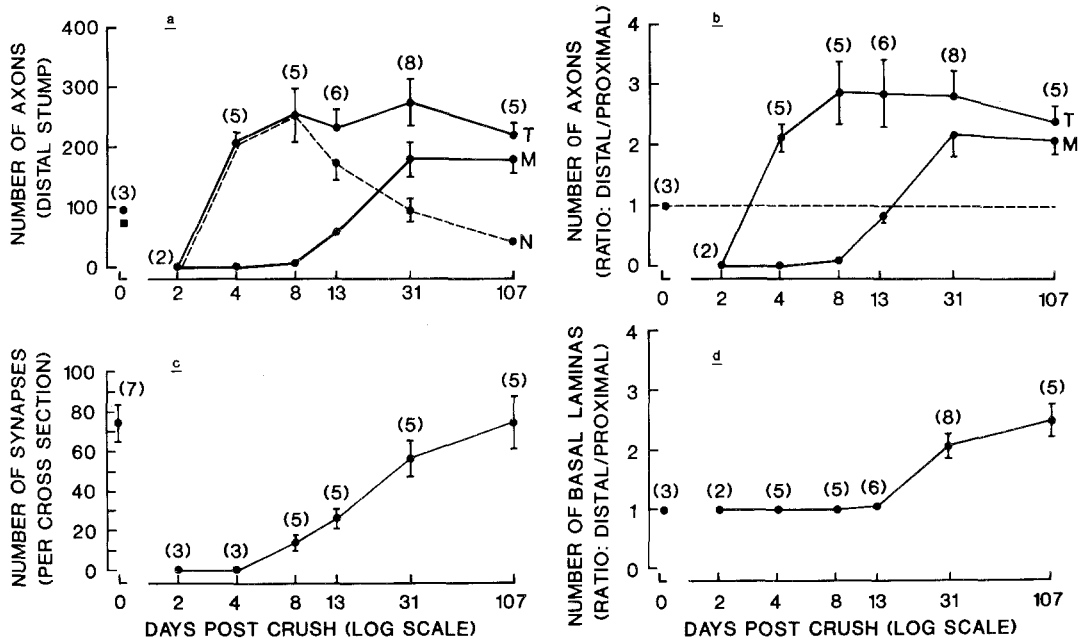 a
NUMBER OF AXONS
(DISTAL STUMP)
400
300
200
100
0
(3)
(2)
(5)
(5)
(6)
(8)
(5)
T
M
N
0 2 4 8 13 31 107
b
NUMBER OF AXONS
(RATIO: DISTAL/PROXIMAL)
4
3
2
1
0
(3)
(2)
(5)
(5)
(6)
(8)
(5)
T
M
0 2 4 8 13 31 107
c
NUMBER OF SYNAPSES
(PER CROSS SECTION)
100
80
60
40
20
0
(7)
(3)
(3)
(5)
(5)
(5)
(5)
0 2 4 8 13 31 107
DAYS POST CRUSH (LOG SCALE)
d
NUMBER OF BASAL LAMINAS
(RATIO: DISTAL/PROXIMAL)
4
3
2
1
0
(3)
(2)
(5)
(5)
(6)
(8)
(5)
0 2 4 8 13 31 107
DAYS POST CRUSH (LOG SCALE)